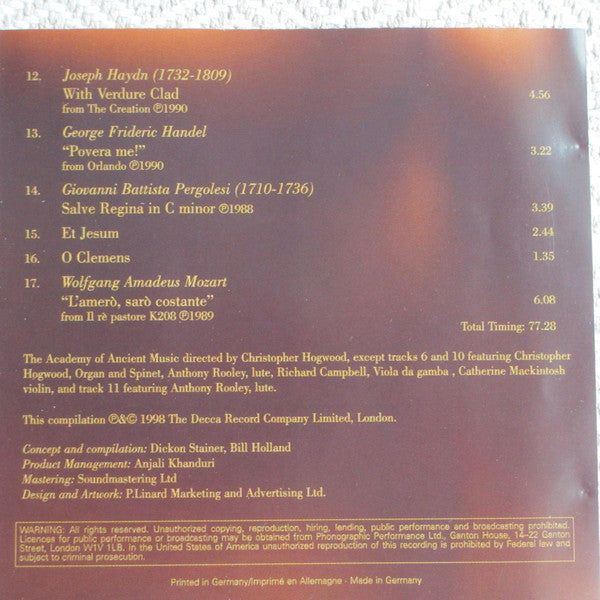 12. Joseph Haydn (1732-1809)
With Verdure Clad 4.56
from The Creation ℗1990
13. George Frideric Handel
“Povera me!” 3.22
from Orlando ℗1990
14. Giovanni Battista Pergolesi (1710-1736)
Salve Regina in C minor ℗1988 3.39
15. Et Jesum 2.44
16. O Clemens 1.35
17. Wolfgang Amadeus Mozart
“L'amerò, sarò costante” 6.08
from Il rè pastore K208 ℗1989
Total Timing: 77.28
The Academy of Ancient Music directed by Christopher Hogwood, except tracks 6 and 10 featuring Christopher
Hogwood, Organ and Spinet, Anthony Rooley, lute, Richard Campbell, Viola da gamba , Catherine Mackintosh
violin, and track 11 featuring Anthony Rooley, lute.
This compilation ℗&© 1998 The Decca Record Company Limited, London.
Concept and compilation: Dickon Stainer, Bill Holland
Product Management: Anjali Khanduri
Mastering: Soundmastering Ltd
Design and Artwork: P.Linard Marketing and Advertising Ltd.
WARNING: All rights reserved. Unauthorized copying, reproduction, hiring, lending, public performance and broadcasting prohibited.
Licences for public performance or broadcasting may be obtained from Phonographic Performance Ltd., Ganton House, 14-22 Ganton
Street, London W1V 1LB. In the United States of America unauthorized reproduction of this recording is prohibited by Federal law and
subject to criminal prosecution.
Printed in Germany/Imprimé en Allemagne · Made in Germany